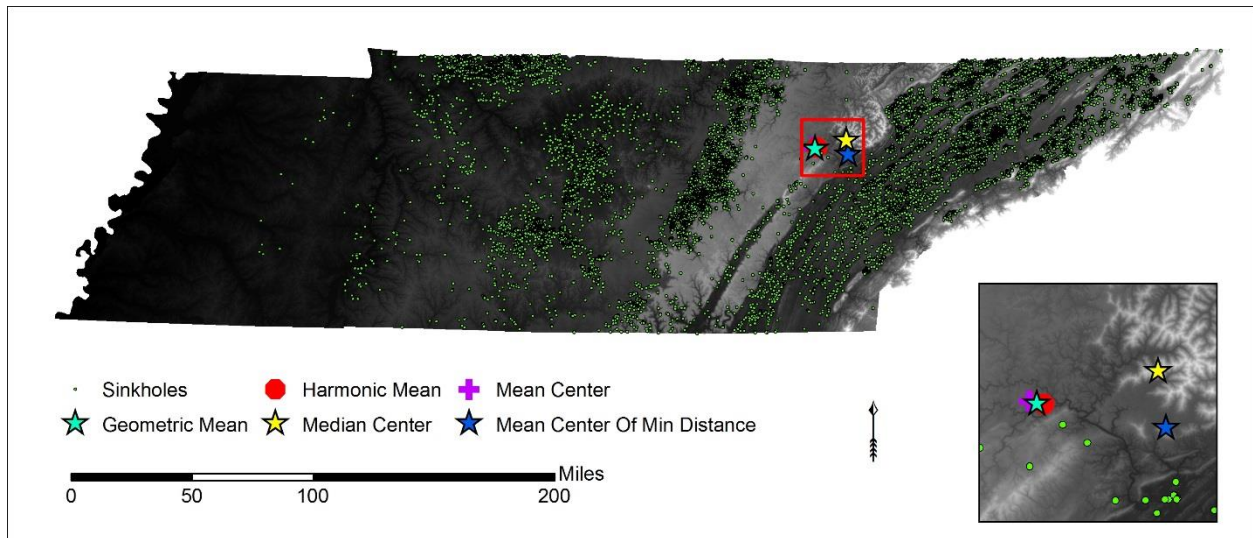 Sinkholes
Harmonic Mean
Mean Center
Geometric Mean
Median Center
Mean Center Of Min Distance
Miles
0 50 100 200